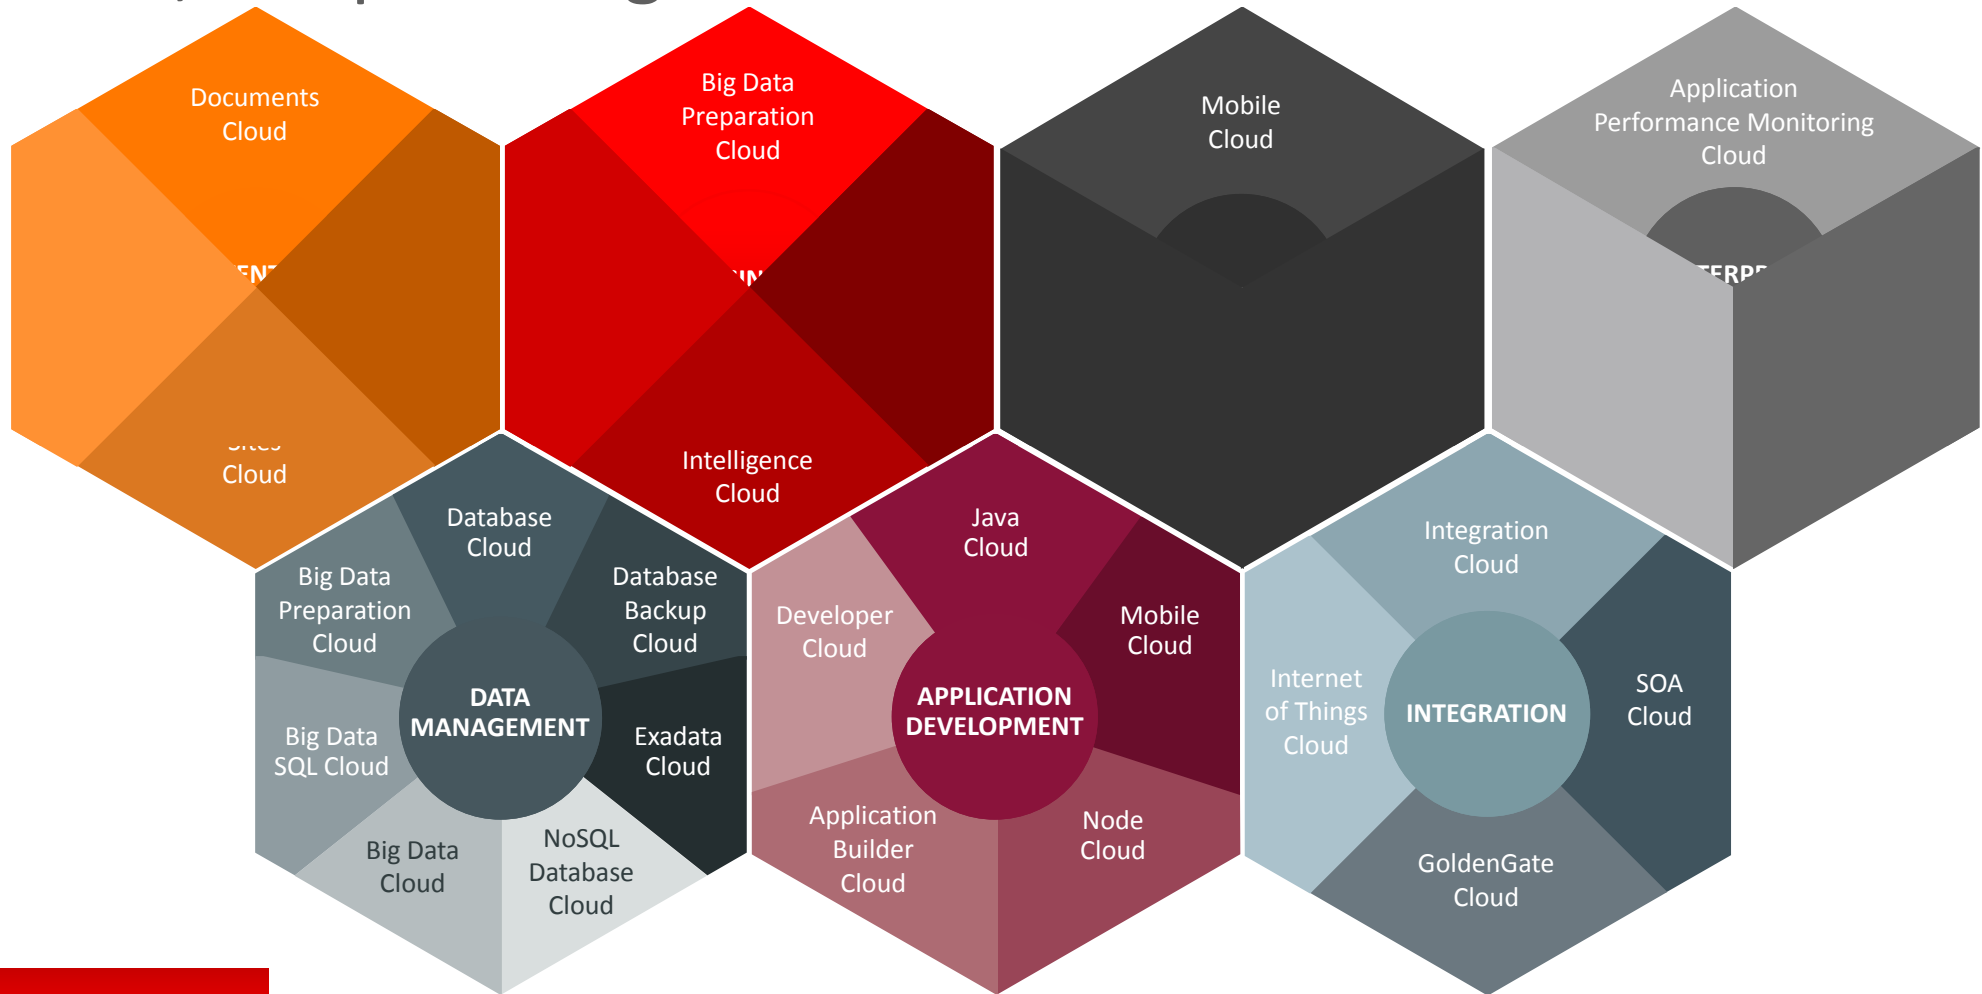 Documents
Cloud
Big Data
Preparation
Cloud
Mobile
Cloud
Application
Performance Monitoring
Cloud
Cloud
Intelligence
Cloud
Database
Cloud
Big Data
Preparation
Cloud
Database
Backup
Cloud
Big Data
SQL Cloud
DATA
MANAGEMENT
Exadata
Cloud
Big Data
Cloud
NoSQL
Database
Cloud
Java
Cloud
Developer
Cloud
Mobile
Cloud
APPLICATION
DEVELOPMENT
Application
Builder
Cloud
Node
Cloud
Integration
Cloud
Internet
of Things
Cloud
INTEGRATION
SOA
Cloud
GoldenGate
Cloud